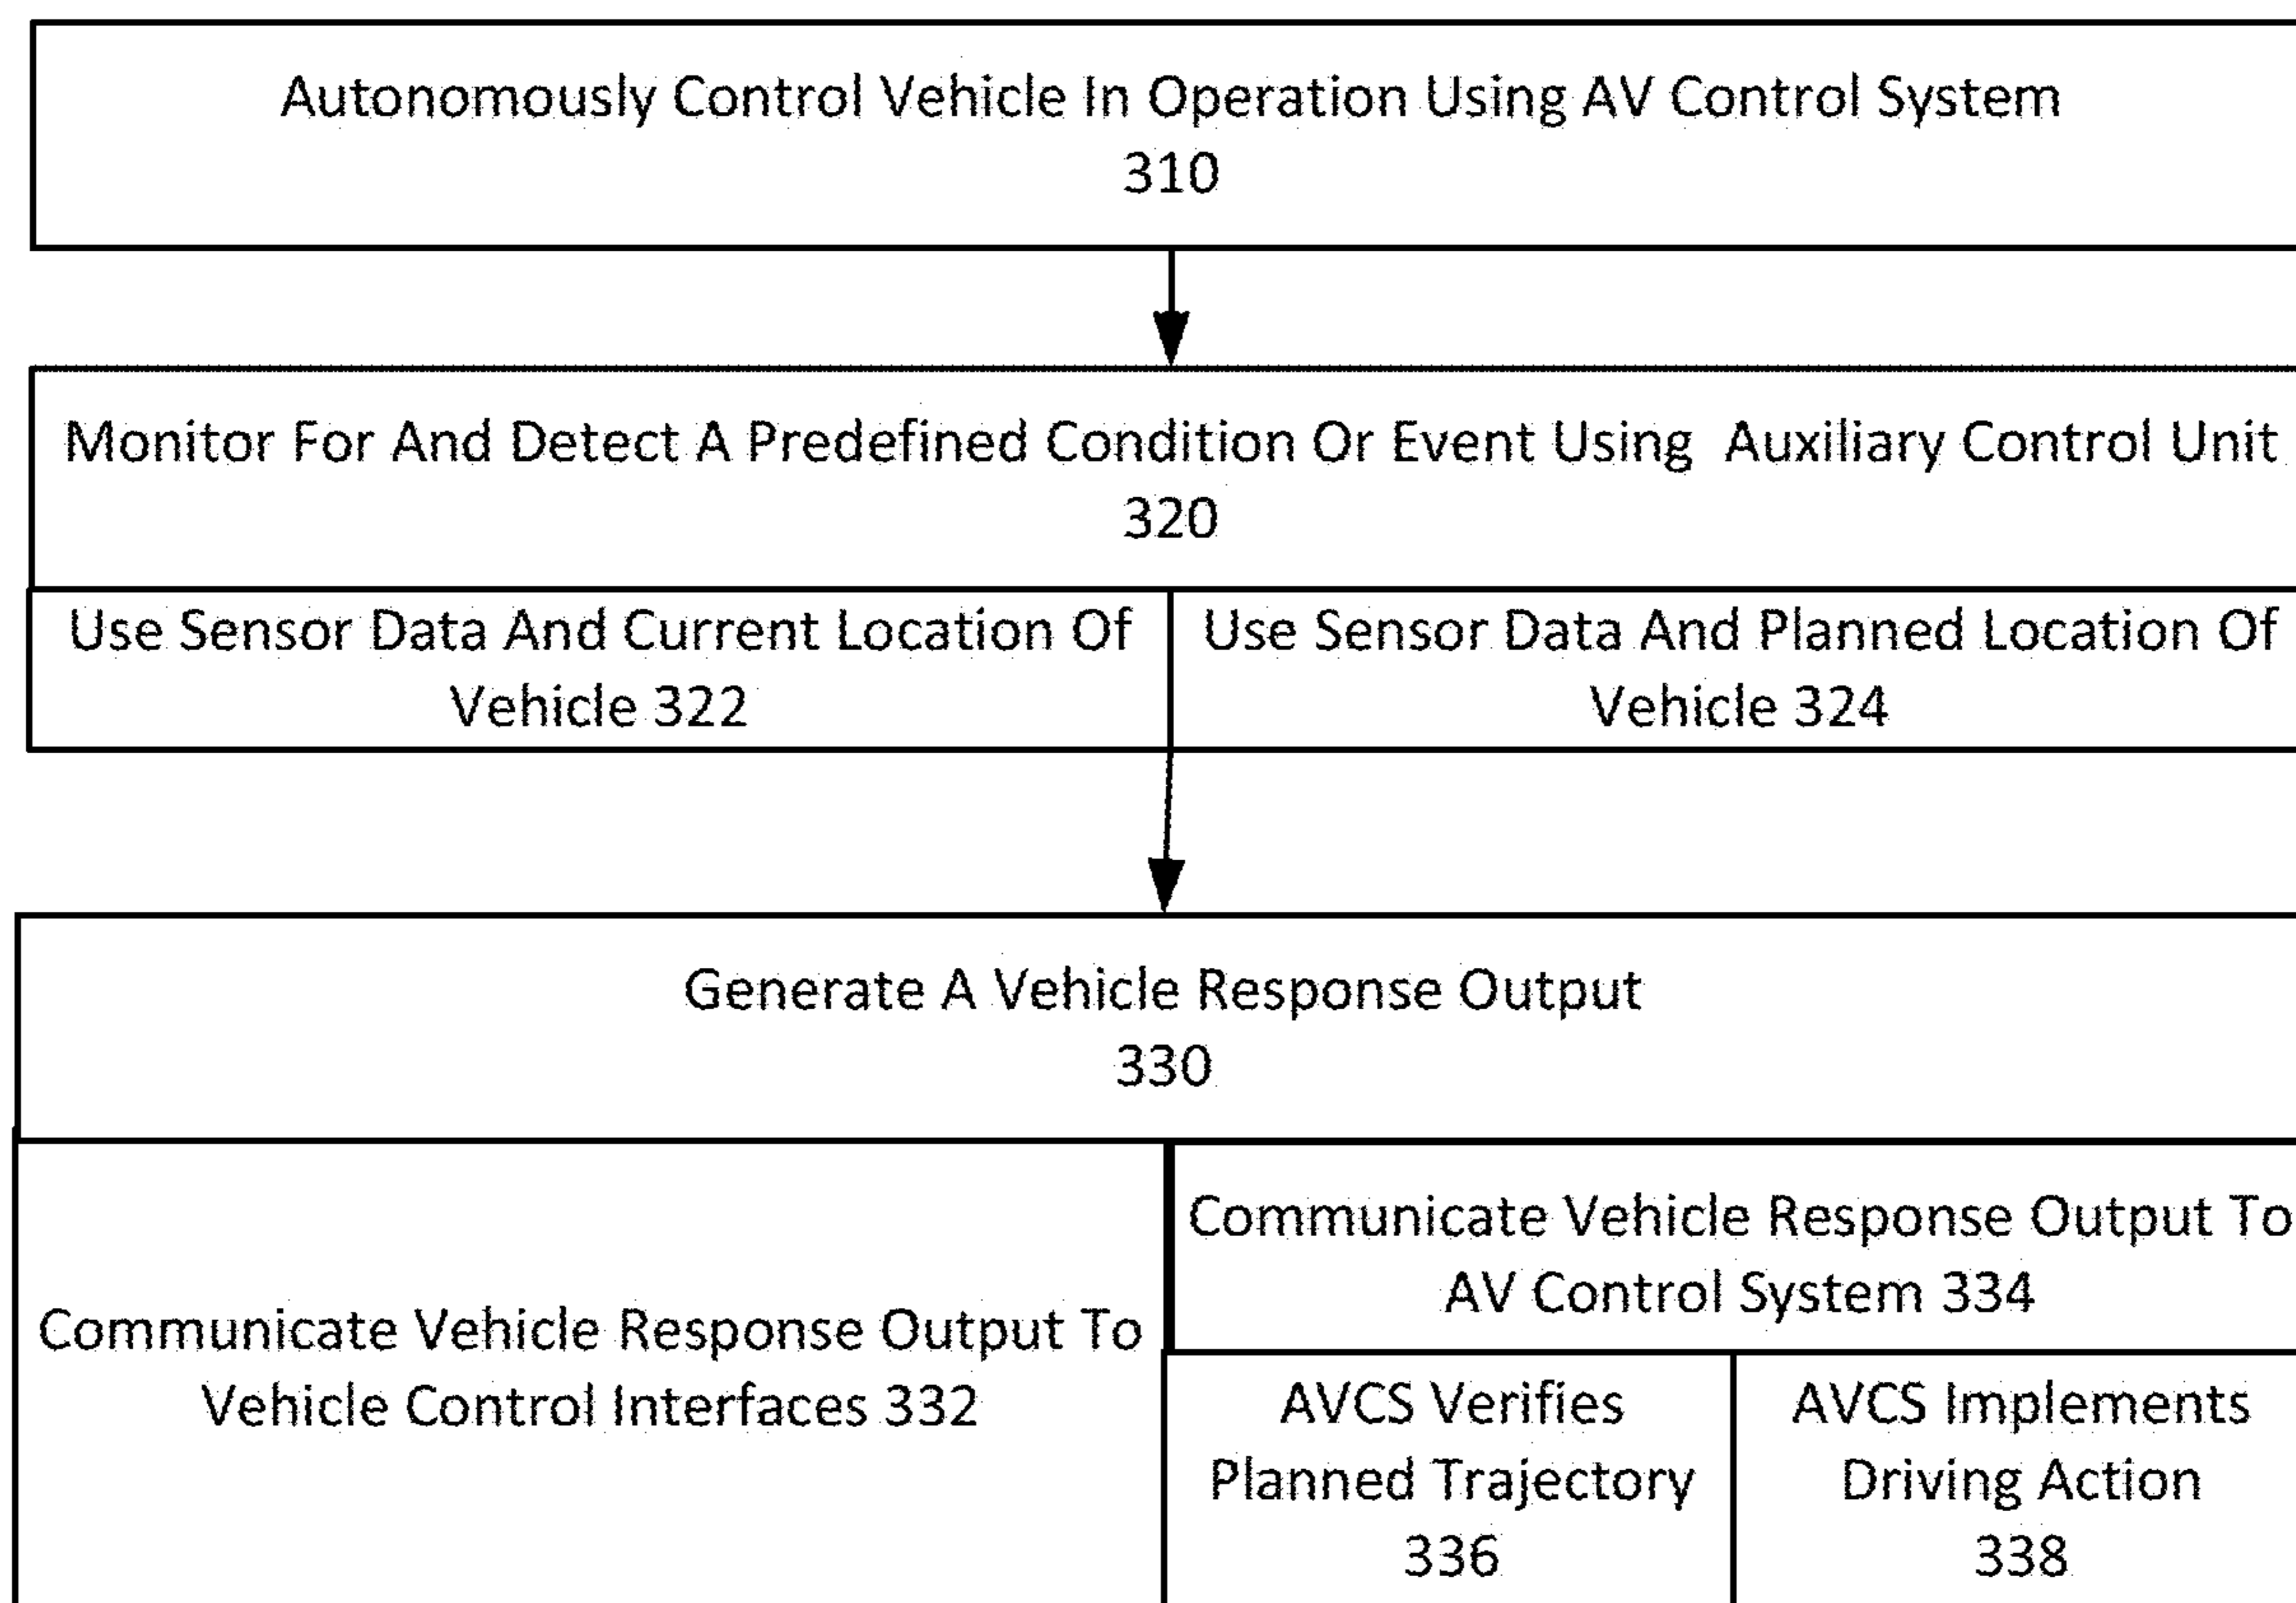 Autonomously Control Vehicle In Operation Using AV Control System
310
Monitor For And Detect A Predefined Condition Or Event Using Auxiliary Control Unit
320
Use Sensor Data And Current Location Of
Vehicle 322
Use Sensor Data And Planned Location Of
Vehicle 324
Generate A Vehicle Response Output
330
Communicate Vehicle Response Output To
Vehicle Control Interfaces 332
Communicate Vehicle Response Output To
AV Control System 334
AVCS Verifies
Planned Trajectory
336
AVCS Implements
Driving Action
338